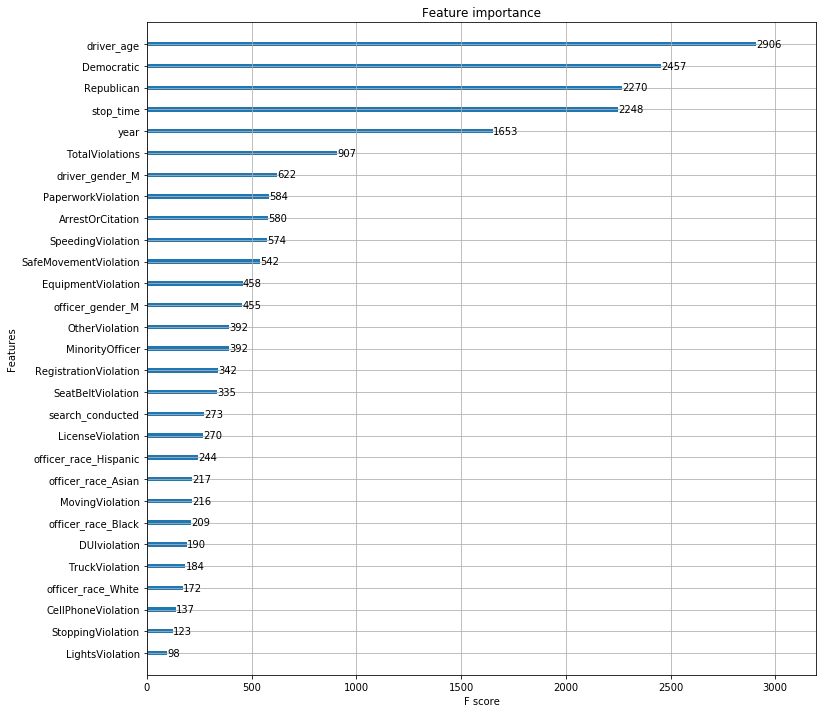 Feature importance
driver_age 2906
Democratic 2457
Republican 2270
stop_time 2248
year 1653
TotalViolations 907
driver_gender_M 622
PaperworkViolation 584
ArrestOrCitation 580
SpeedingViolation 574
SafeMovementViolation 542
EquipmentViolation 458
officer_gender_M 455
OtherViolation 392
MinorityOfficer 392
RegistrationViolation 342
SeatBeltViolation 335
search_conducted 273
LicenseViolation 270
officer_race_Hispanic 244
officer_race_Asian 217
MovingViolation 216
officer_race_Black 209
DUIviolation 190
TruckViolation 184
officer_race_White 172
CellPhoneViolation 137
StoppingViolation 123
LightsViolation 98
Features
0 500 1000 1500 2000 2500 3000
F score